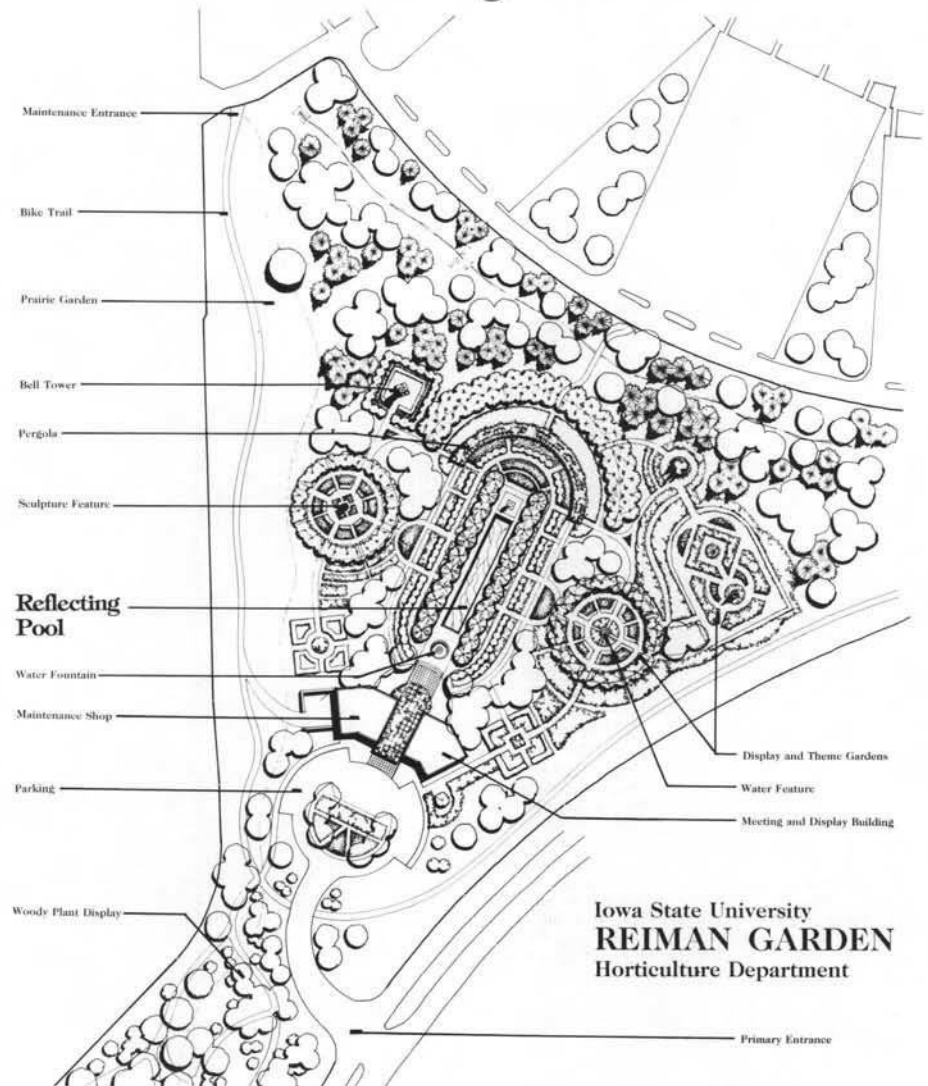 Maintenance Entrance
Bike Trail
Prairie Garden
Bell Tower
Pergola
Sculpture Feature
Reflecting
Pool
Water Fountain
Maintenance Shop
Parking
Woody Plant Display
Display and Theme Gardens
Water Feature
Meeting and Display Building
Iowa State University
REIMAN GARDEN
Horticulture Department
Primary Entrance